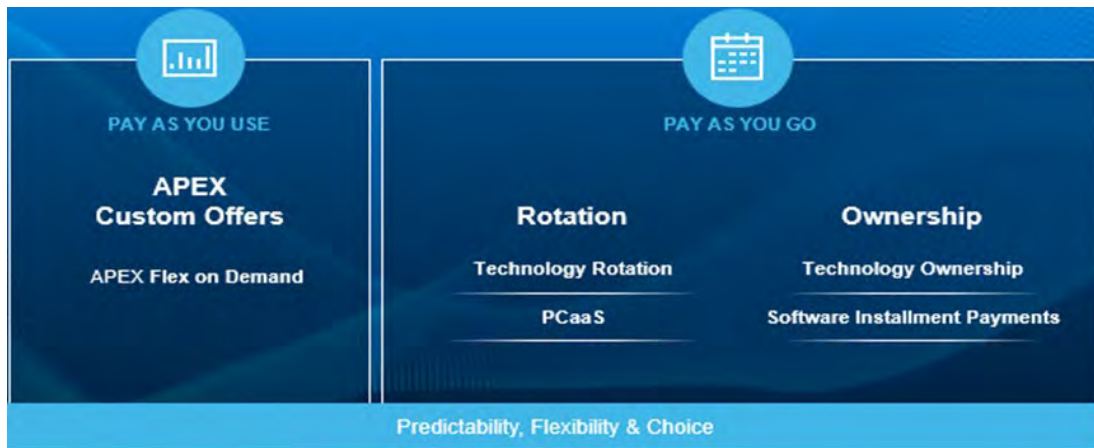 PAY AS YOU USE
APEX
Custom Offers
APEX Flex on Demand
PAY AS YOU GO
Rotation
Technology Rotation
PCaaS
Ownership
Technology Ownership
Software Installment Payments
Predictability, Flexibility & Choice